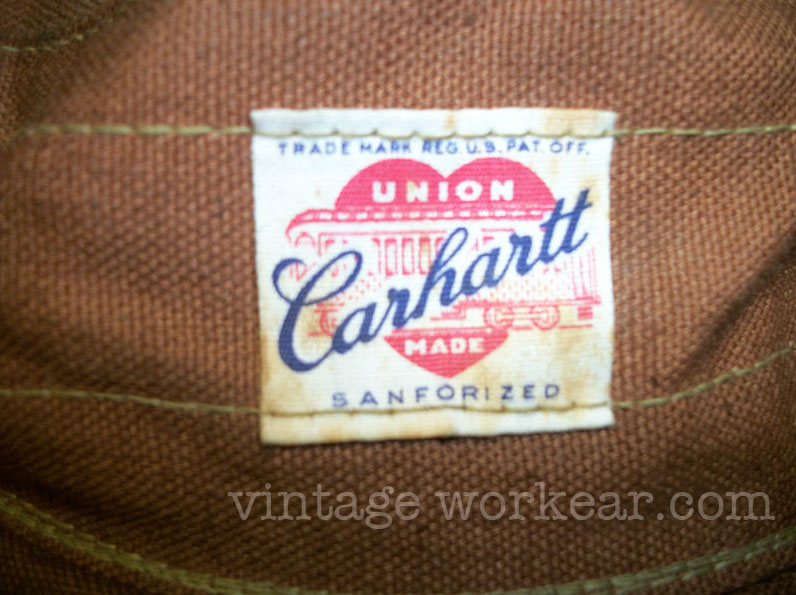 TRADE MARK REG U.S. PAT. OFF.
UNION
Carhartt
MADE
SANFORIZED
vintage workear.com